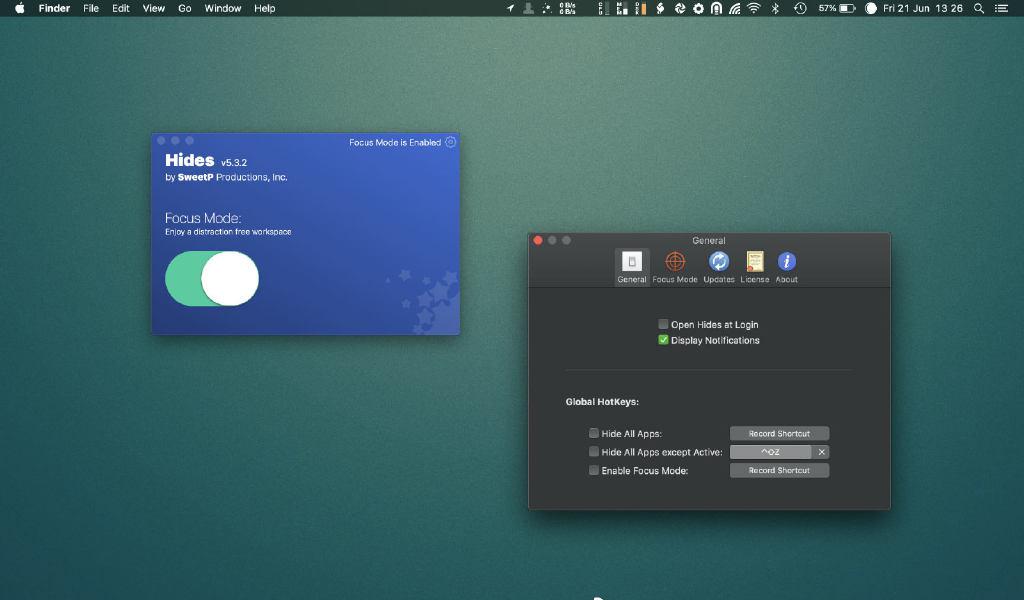 Finder File Edit View Go Window Help
0 B/s
0 B/s
57% Fri 21 Jun 13 26
Focus Mode is Enabled
Hides v5.3.2
by SweetP Productions, Inc.
Focus Mode:
Enjoy a distraction free workspace
General
General Focus Mode Updates License About
Open Hides at Login
Display Notifications
Global HotKeys:
Hide All Apps: Record Shortcut
Hide All Apps except Active:
Enable Focus Mode: Record Shortcut